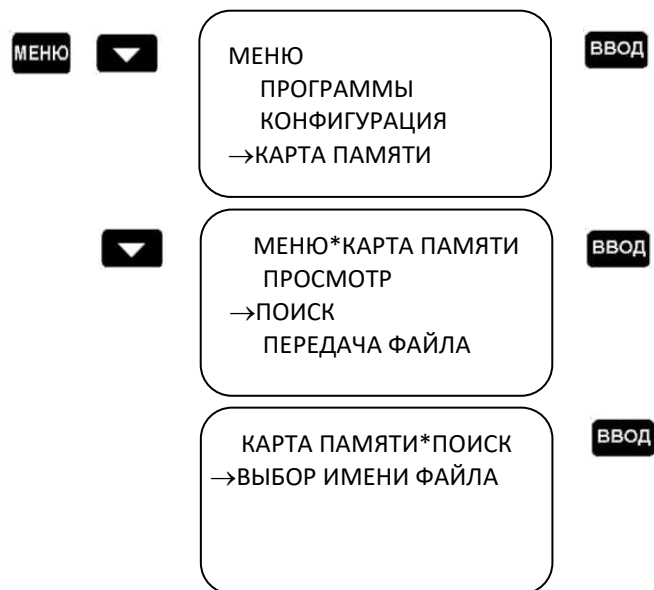 МЕНЮ
МЕНЮ
ВВОД
ПРОГРАММЫ
КОНФИГУРАЦИЯ
→КАРТА ПАМЯТИ
МЕНЮ*КАРТА ПАМЯТИ
ВВОД
ПРОСМОТР
→ПОИСК
ПЕРЕДАЧА ФАЙЛА
КАРТА ПАМЯТИ*ПОИСК
ВВОД
→ВЫБОР ИМЕНИ ФАЙЛА